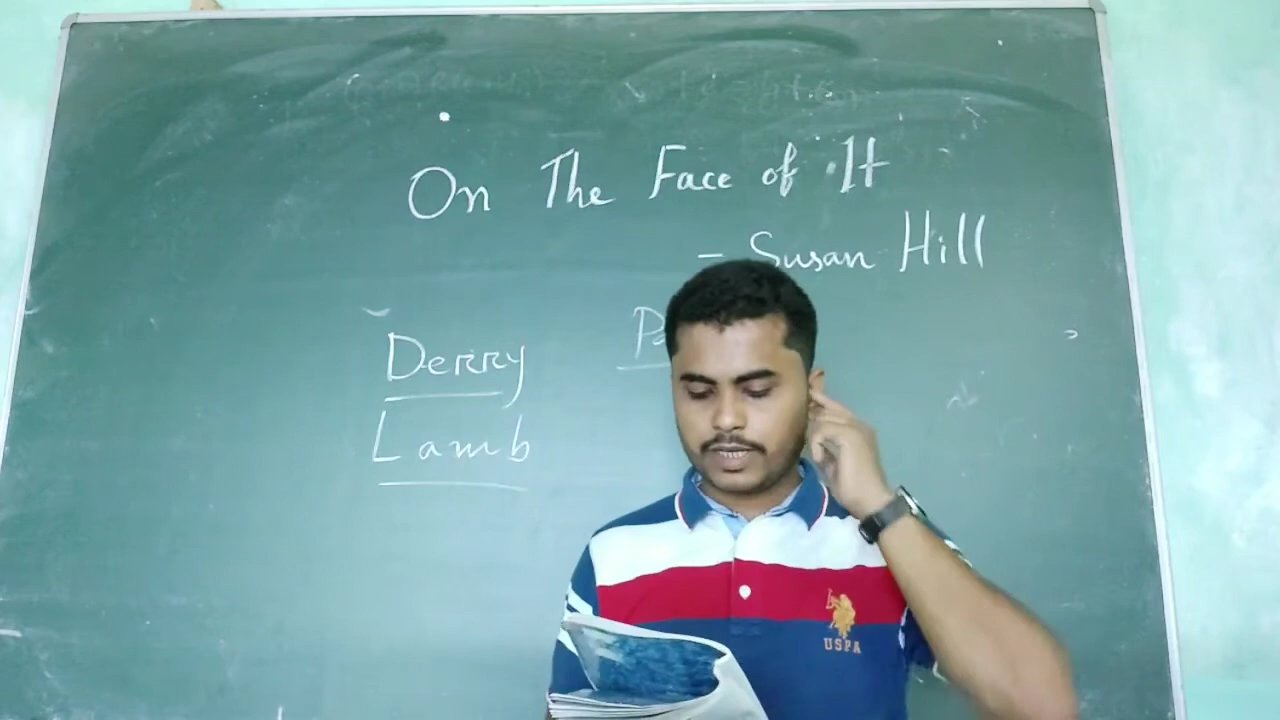 On The Face of It
- Susan Hill
Derry
Lamb
USPA